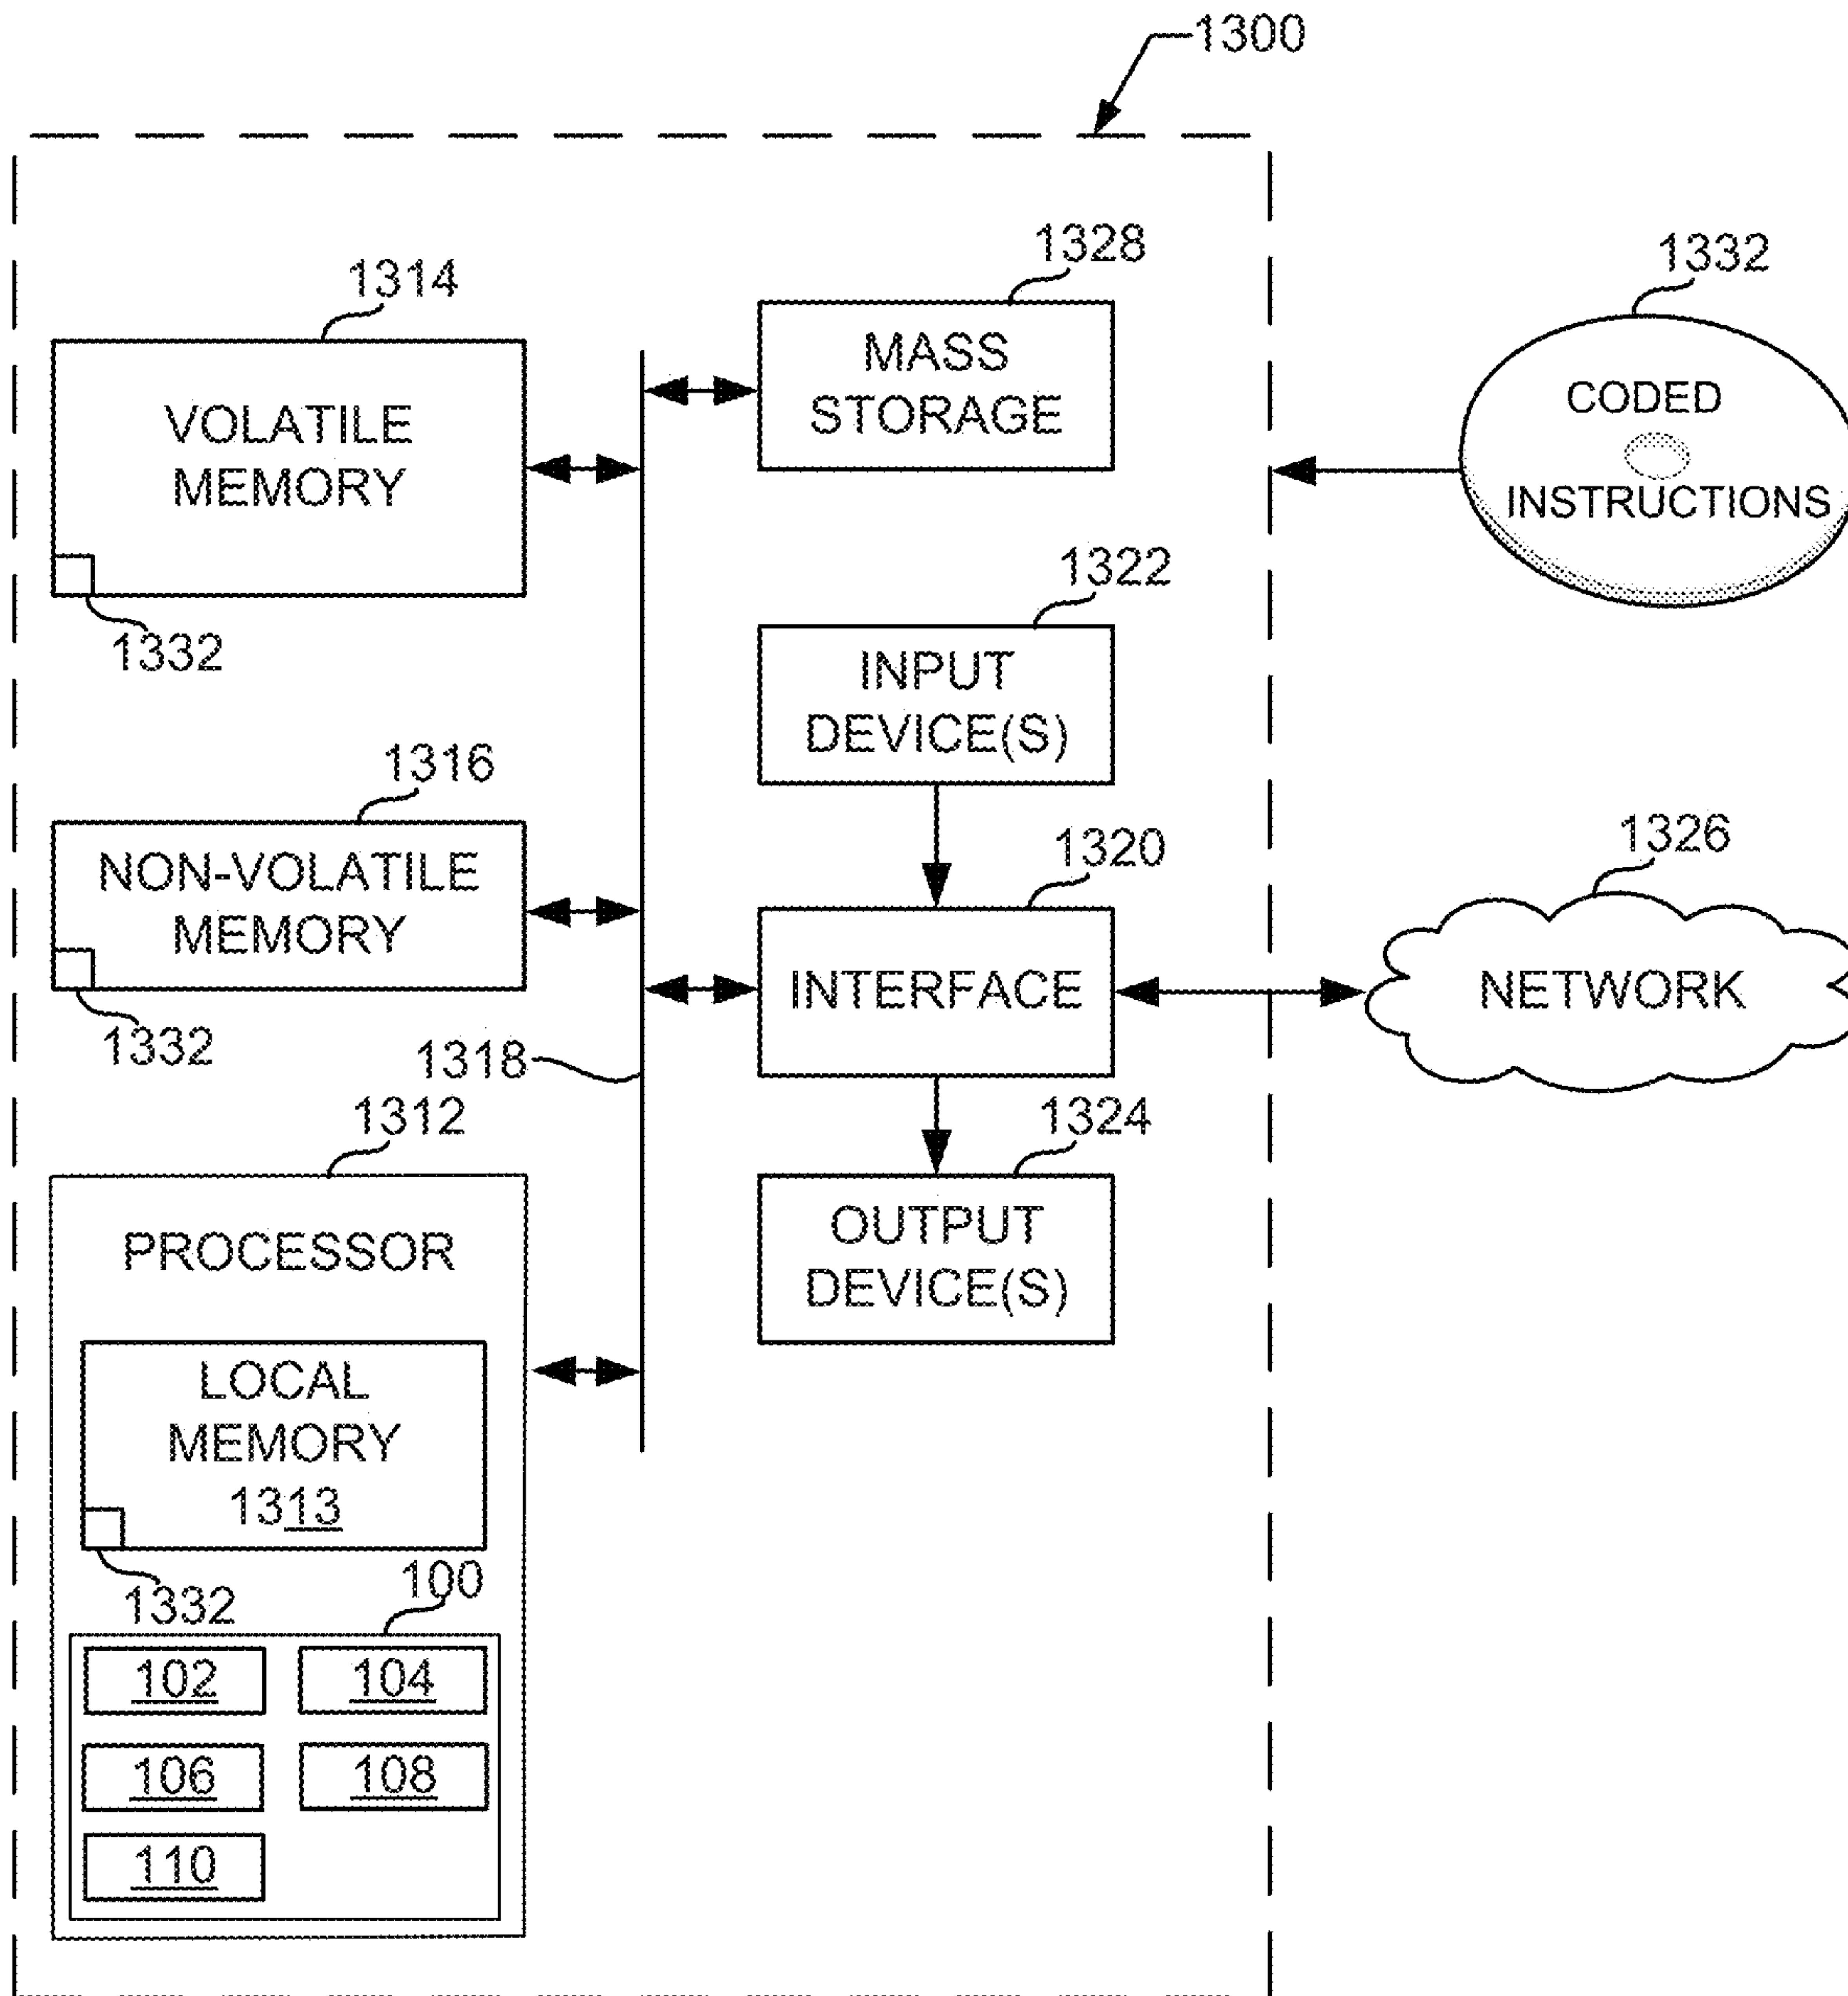 1300
1314
VOLATILE
MEMORY
1332
1316
NON-VOLATILE
MEMORY
1332
1318
1312
PROCESSOR
LOCAL
MEMORY
1313
1332
100
102
104
106
108
110
1328
MASS
STORAGE
1322
INPUT
DEVICE(S)
1320
INTERFACE
1324
OUTPUT
DEVICE(S)
1332
CODED
INSTRUCTIONS
1326
NETWORK